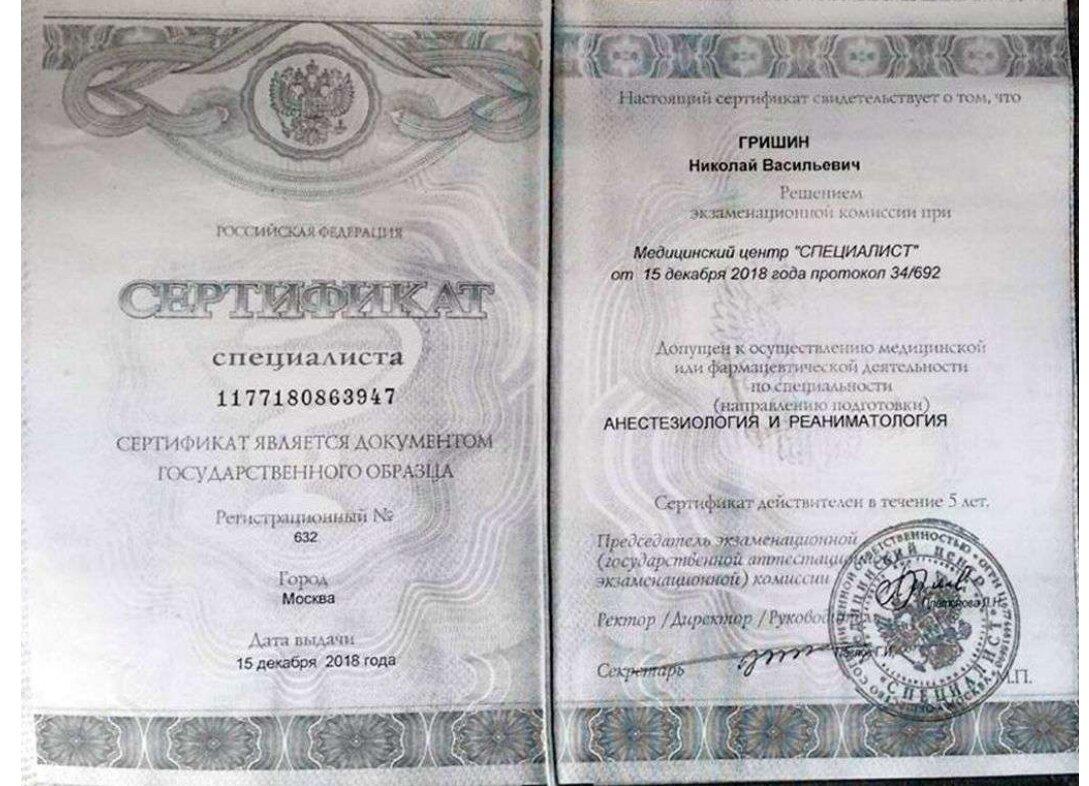 РОССИЙСКАЯ ФЕДЕРАЦИЯ
СЕРТИФИКАТ
специалиста
1177180863947
СЕРТИФИКАТ ЯВЛЯЕТСЯ ДОКУМЕНТОМ
ГОСУДАРСТВЕННОГО ОБРАЗЦА
Регистрационный №
632
Город
Москва
Дата выдачи
15 декабря 2018 года
Настоящий сертификат свидетельствует о том, что
ГРИШИН
Николай Васильевич
Решением
экзаменационной комиссии при
Медицинский центр "СПЕЦИАЛИСТ"
от 15 декабря 2018 года протокол 34/692
Допущен к осуществлению медицинской
или фармацевтической деятельности
по специальности
(направлению подготовки)
АНЕСТЕЗИОЛОГИЯ И РЕАНИМАТОЛОГИЯ
Сертификат действителен в течение 5 лет.
Председатель экзаменационной
(государственной аттестационной
экзаменационной) комиссии
Ректор / Директор / Руководитель
Секретарь
М.П.
МЕДИЦИНСКИЙ ЦЕНТР
"СПЕЦИАЛИСТ"